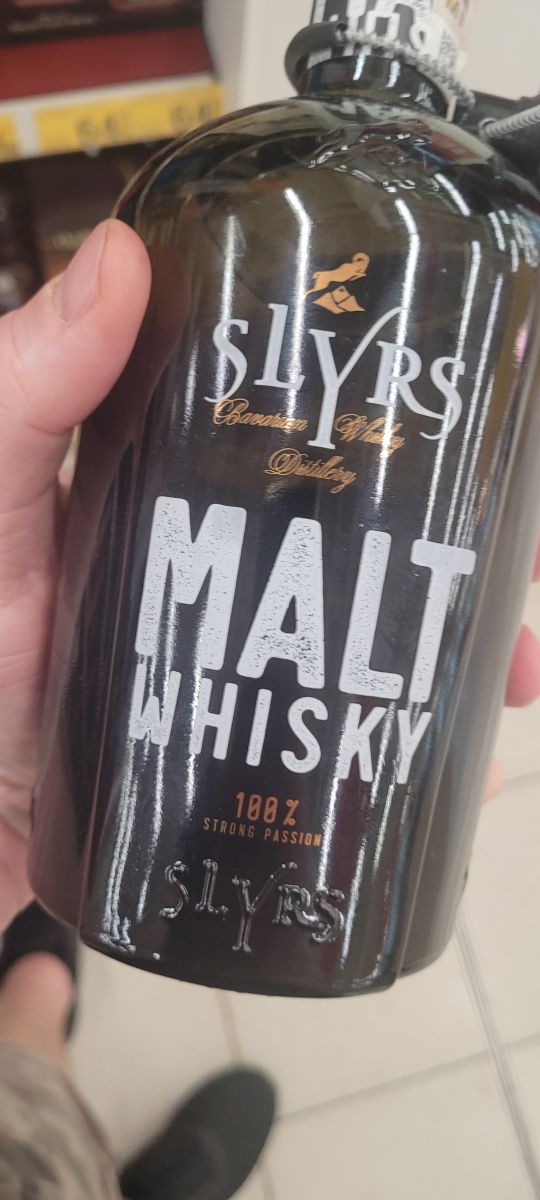 SLYRS
Bavarian Whisky
Distillery
MALT
WHISKY
100%
STRONG PASSION
SLYRS